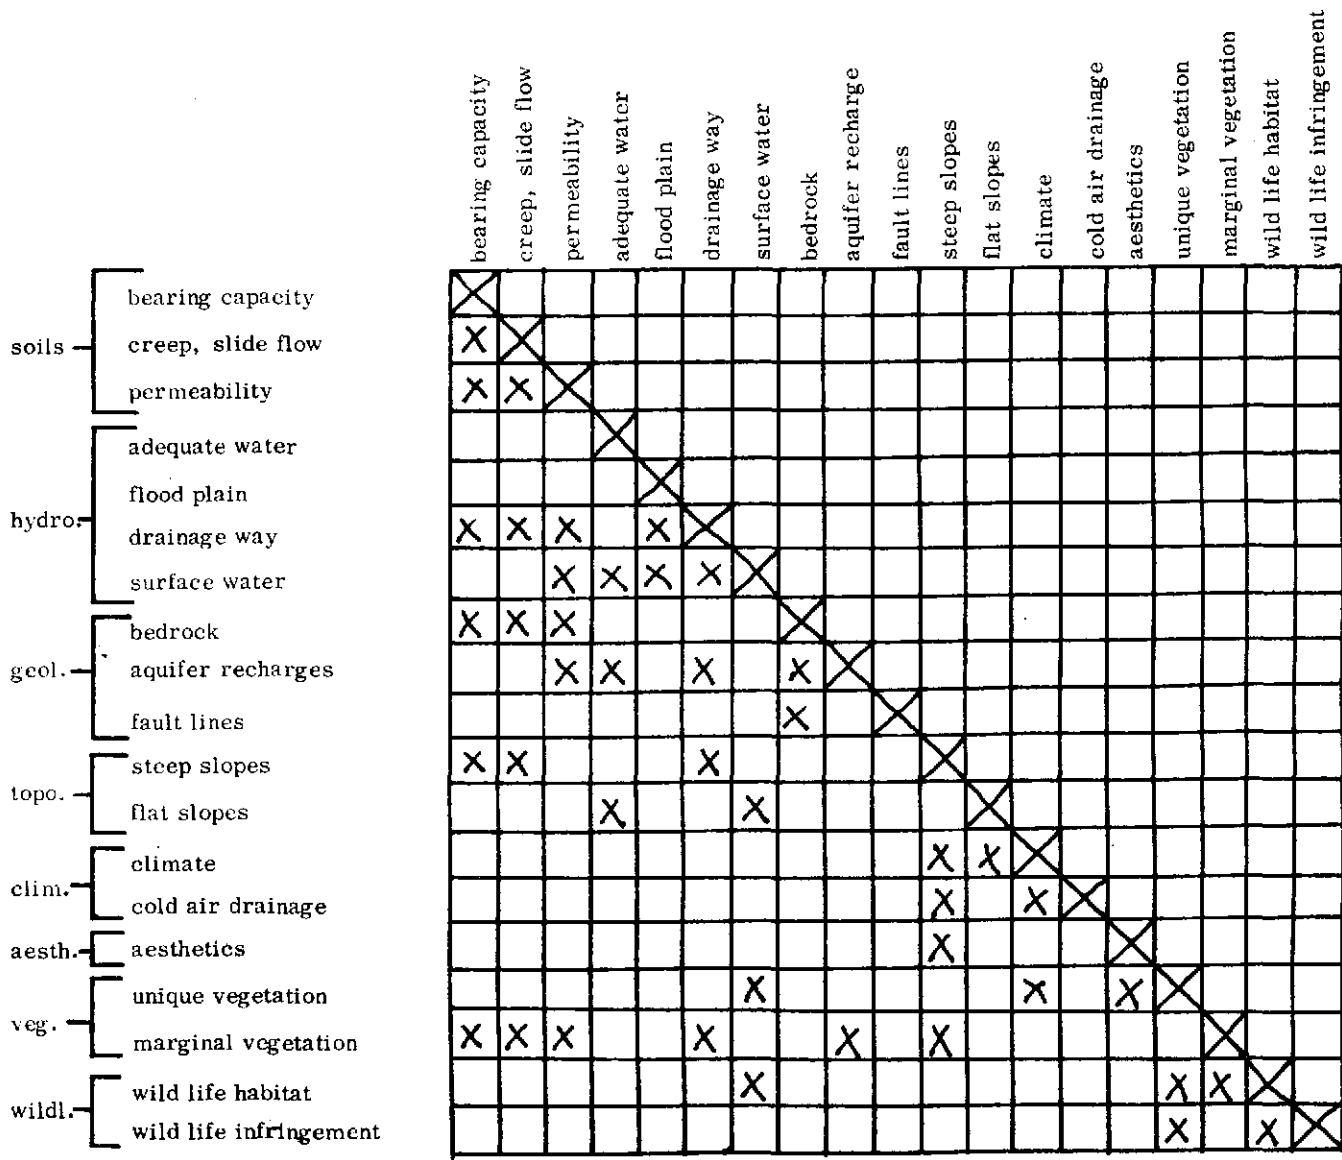 bearing capacity
creep, slide flow
permeability
adequate water
flood plain
drainage way
surface water
bedrock
aquifer recharge
fault lines
steep slopes
flat slopes
climate
cold air drainage
aesthetics
unique vegetation
marginal vegetation
wild life habitat
wild life infringement
soils
bearing capacity
creep, slide flow
permeability
hydro.
adequate water
flood plain
drainage way
surface water
geol.
bedrock
aquifer recharges
fault lines
topo.
steep slopes
flat slopes
clim.
climate
cold air drainage
aesth.
aesthetics
veg.
unique vegetation
marginal vegetation
wildl.
wild life habitat
wild life infringement